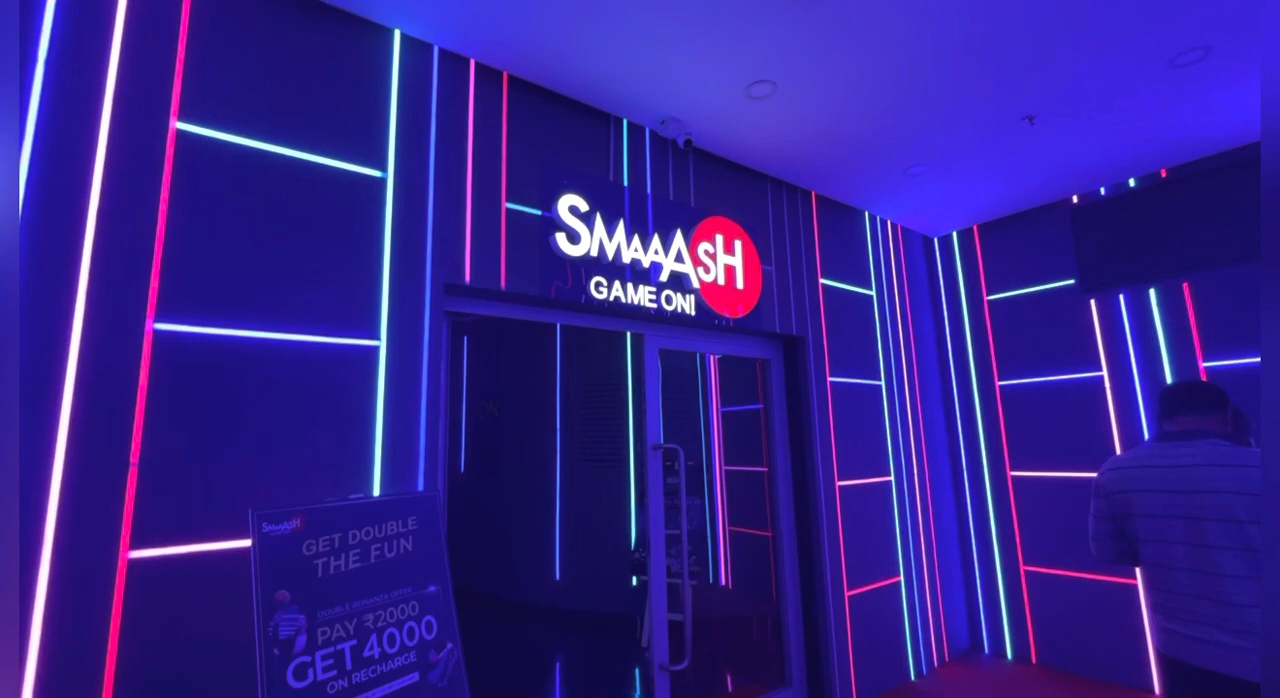 SMAAASH
GAME ON!
SMAAASH
GET DOUBLE
THE FUN
DOUBLE BONANZA OFFER
PAY ₹2000
GET 4000
ON RECHARGE